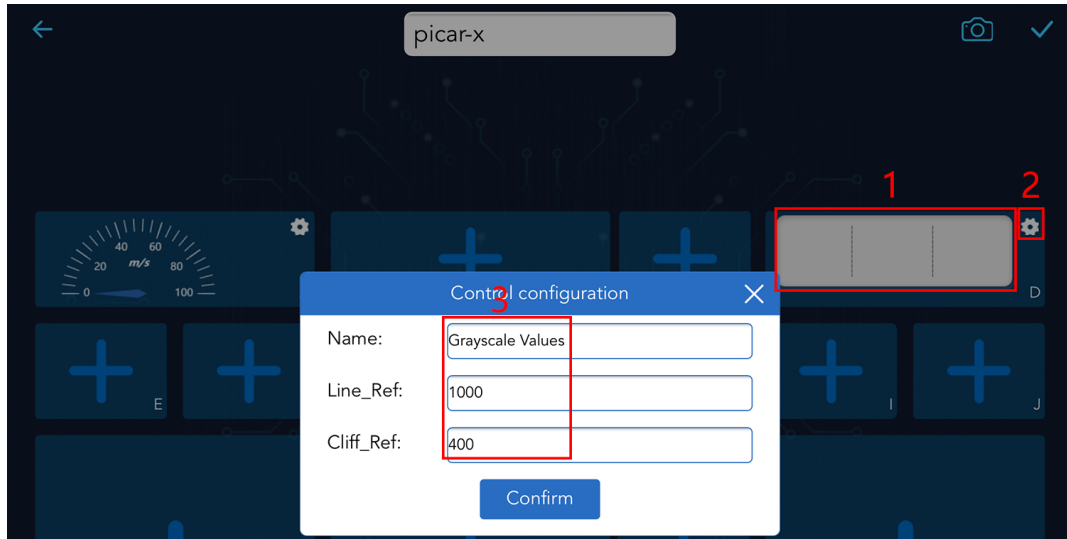 picar-x
1
2
40 60
20 m/s 80
0 100
D
Control configuration
3
Name: Grayscale Values
Line_Ref: 1000
Cliff_Ref: 400
Confirm
E
I
J